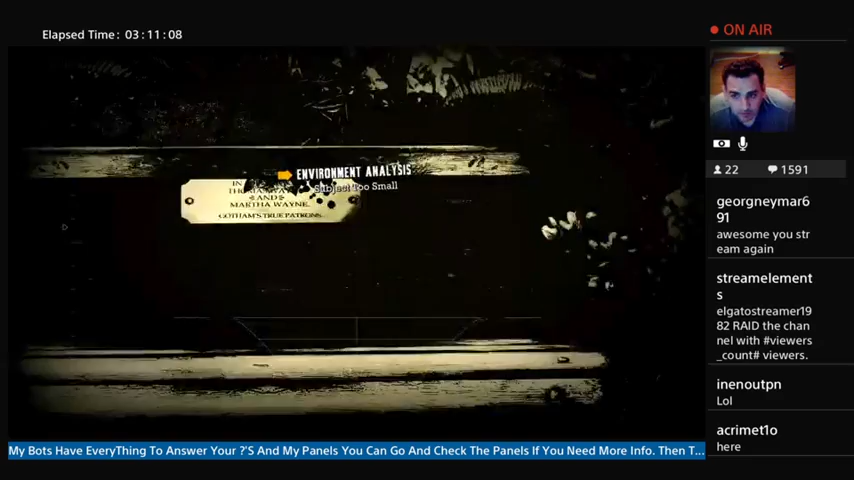 Elapsed Time: 03:11:08
ON AIR
ENVIRONMENT ANALYSIS
Subject Too Small
IN
AND
MARTHA WAYNE.
GOTHAM'S TRUE PATRONS.
22
1591
georgneymar6
91
awesome you str
eam again
streamelement
s
elgatostreamer19
82 RAID the chan
nel with #viewers
_count# viewers.
inenoutpn
Lol
acrimet1o
here
My Bots Have EveryThing To Answer Your ?'S And My Panels You Can Go And Check The Panels If You Need More Info. Then T...